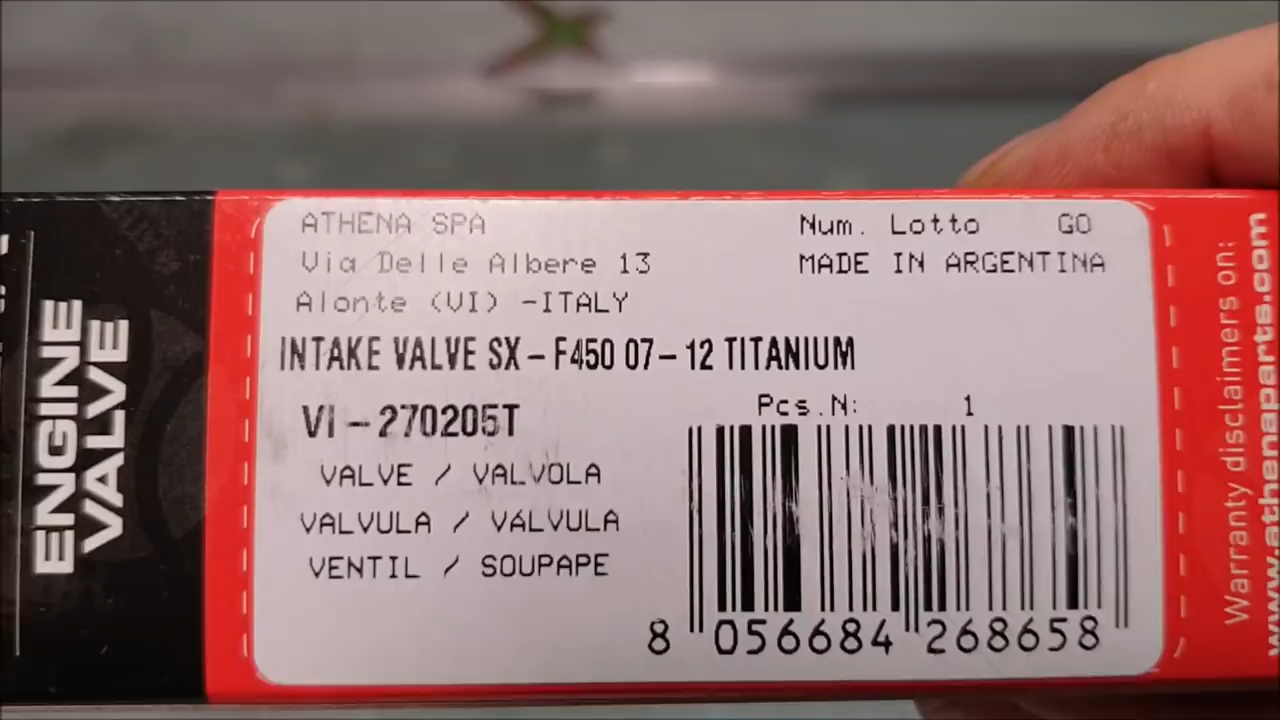 ENGINE
VALVE
ATHENA SPA
Via Delle Albere 13
Alonte (VI) -ITALY
Num. Lotto GO
MADE IN ARGENTINA
INTAKE VALVE SX-F450 07-12 TITANIUM
VI-270205T
Pcs.N: 1
VALVE / VALVOLA
VALVULA / VÁLVULA
VENTIL / SOUPAPE
8 056684 268658
Warranty disclaimers on:
www.athenaparts.com